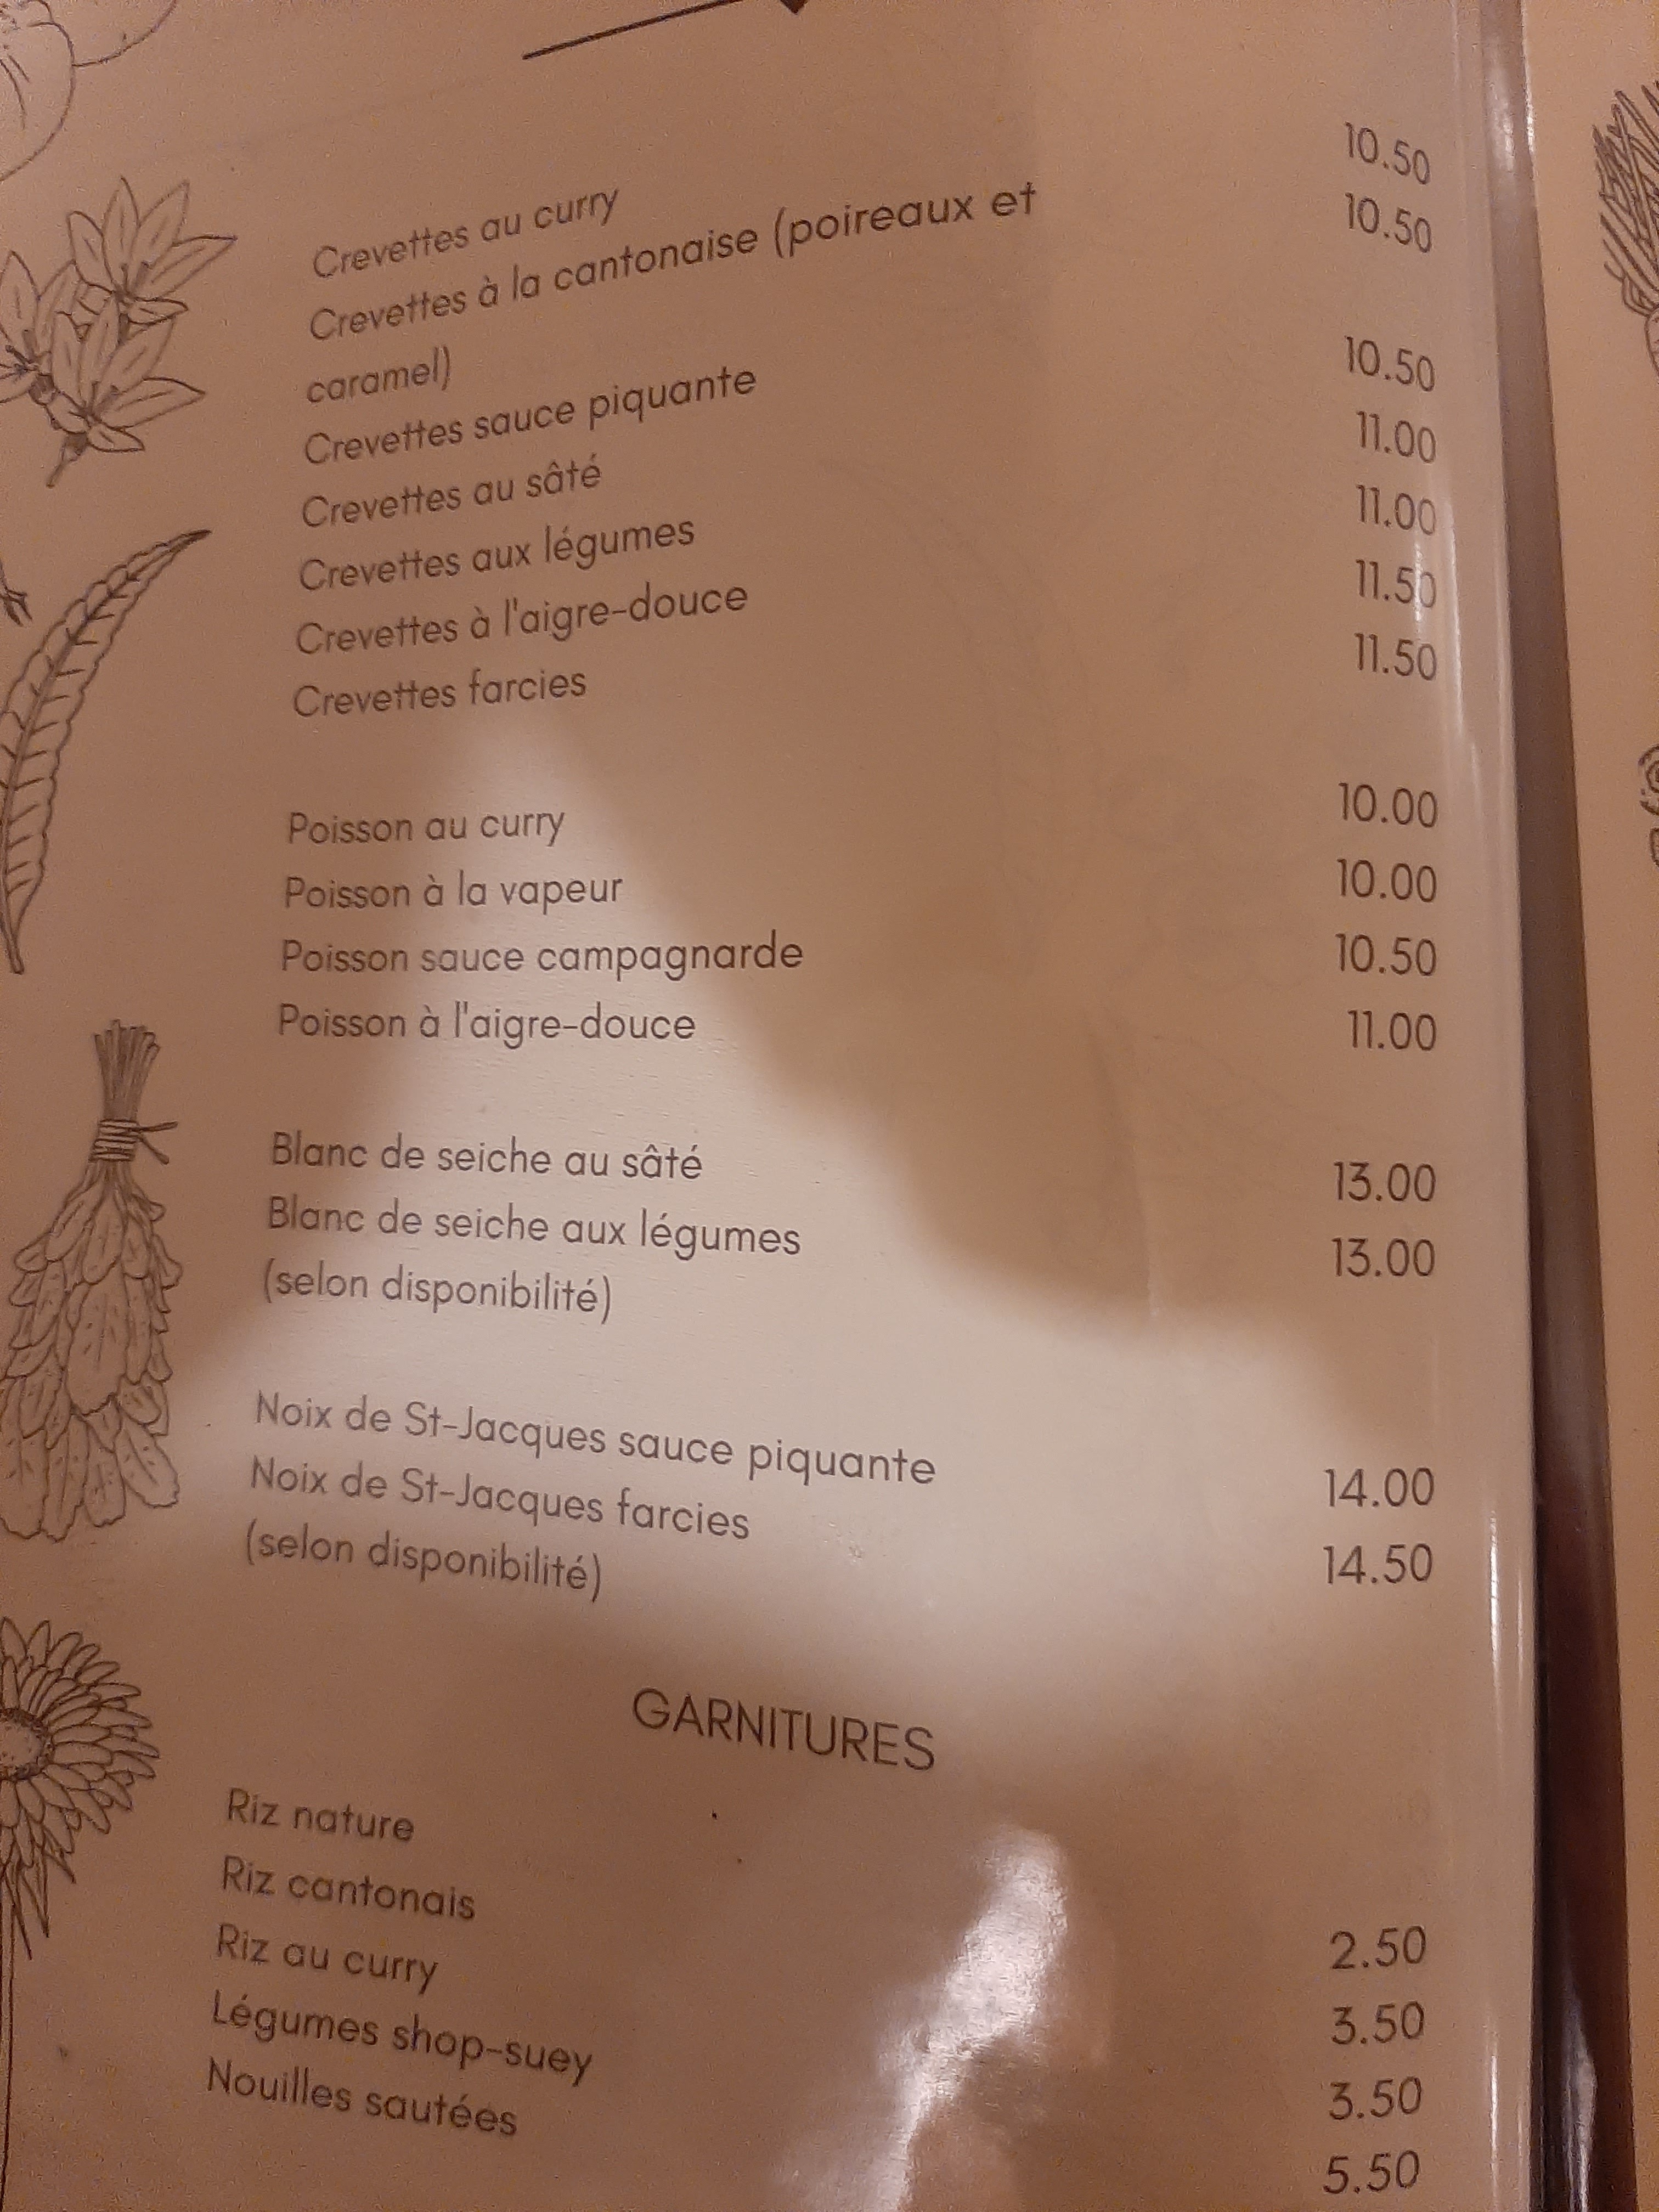 Crevettes au curry 10.50
Crevettes à la cantonaise (poireaux et 10.50
caramel)
Crevettes sauce piquante 10.50
Crevettes au sâté 11.00
Crevettes aux légumes 11.00
Crevettes à l'aigre-douce 11.50
Crevettes farcies 11.50
Poisson au curry 10.00
Poisson à la vapeur 10.00
Poisson sauce campagnarde 10.50
Poisson à l'aigre-douce 11.00
Blanc de seiche au sâté 13.00
Blanc de seiche aux légumes 13.00
(selon disponibilité)
Noix de St-Jacques sauce piquante 14.00
Noix de St-Jacques farcies 14.50
(selon disponibilité)
GARNITURES
Riz nature 2.50
Riz cantonais 3.50
Riz au curry 3.50
Légumes shop-suey 5.50
Nouilles sautées